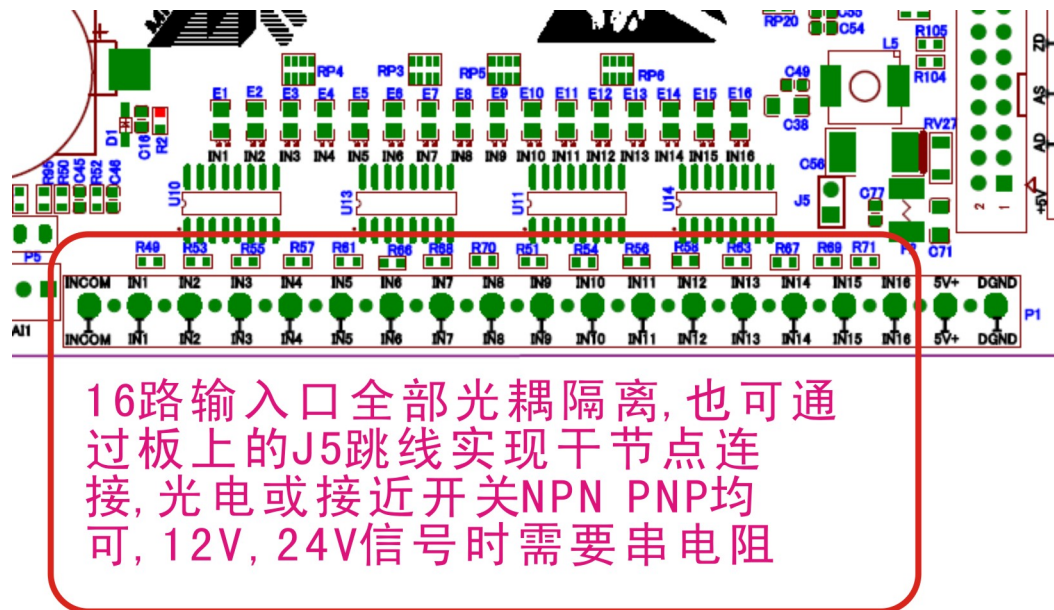 RP20
C55
C54
R105
R104
L5
ZD
AS
AD
+5V
2 1
RP4 RP3 RP5 RP6
C49
C38
RV27
E1 E2 E3 E4 E5 E6 E7 E8 E9 E10 E11 E12 E13 E14 E15 E16
D1
C16
R2
IN1 IN2 IN3 IN4 IN5 IN6 IN7 IN8 IN9 IN10 IN11 IN12 IN13 IN14 IN15 IN16
C56
R95
R50
C45
R52
C46
U10 U13 U11 U14
J5
C77
C71
P5
R49 R53 R55 R57 R61 R66 R68 R70 R51 R54 R56 R58 R63 R67 R69 R71
INCOM IN1 IN2 IN3 IN4 IN5 IN6 IN7 IN8 IN9 IN10 IN11 IN12 IN13 IN14 IN15 IN16 5V+ DGND
P1
AI1
INCOM IN1 IN2 IN3 IN4 IN5 IN6 IN7 IN8 IN9 IN10 IN11 IN12 IN13 IN14 IN15 IN16 5V+ DGND
16路输入口全部光耦隔离,也可通
过板上的J5跳线实现干节点连
接,光电或接近开关NPN PNP均
可,12V,24V信号时需要串电阻